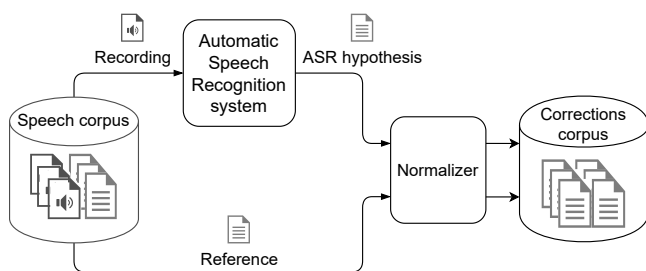 Recording
Automatic
Speech
Recognition
system
ASR hypothesis
Speech corpus
Normalizer
Corrections
corpus
Reference